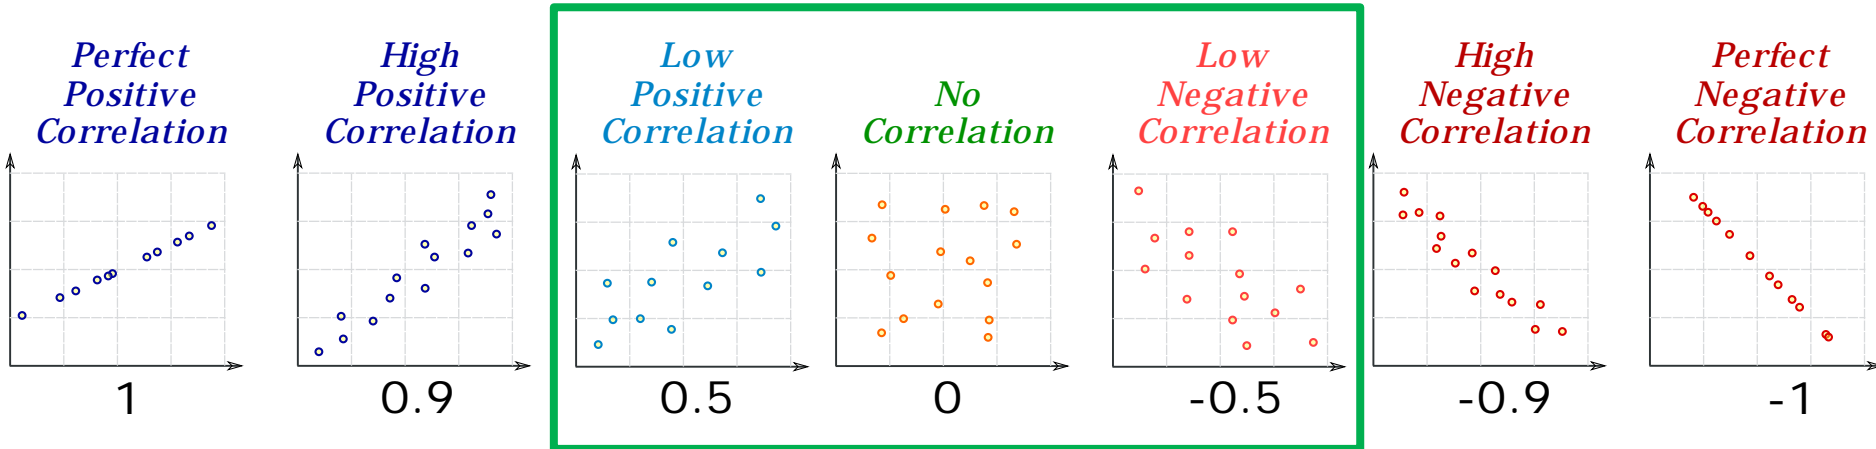 Perfect
Positive
Correlation
1
High
Positive
Correlation
0.9
Low
Positive
Correlation
0.5
No
Correlation
0
Low
Negative
Correlation
-0.5
High
Negative
Correlation
-0.9
Perfect
Negative
Correlation
-1